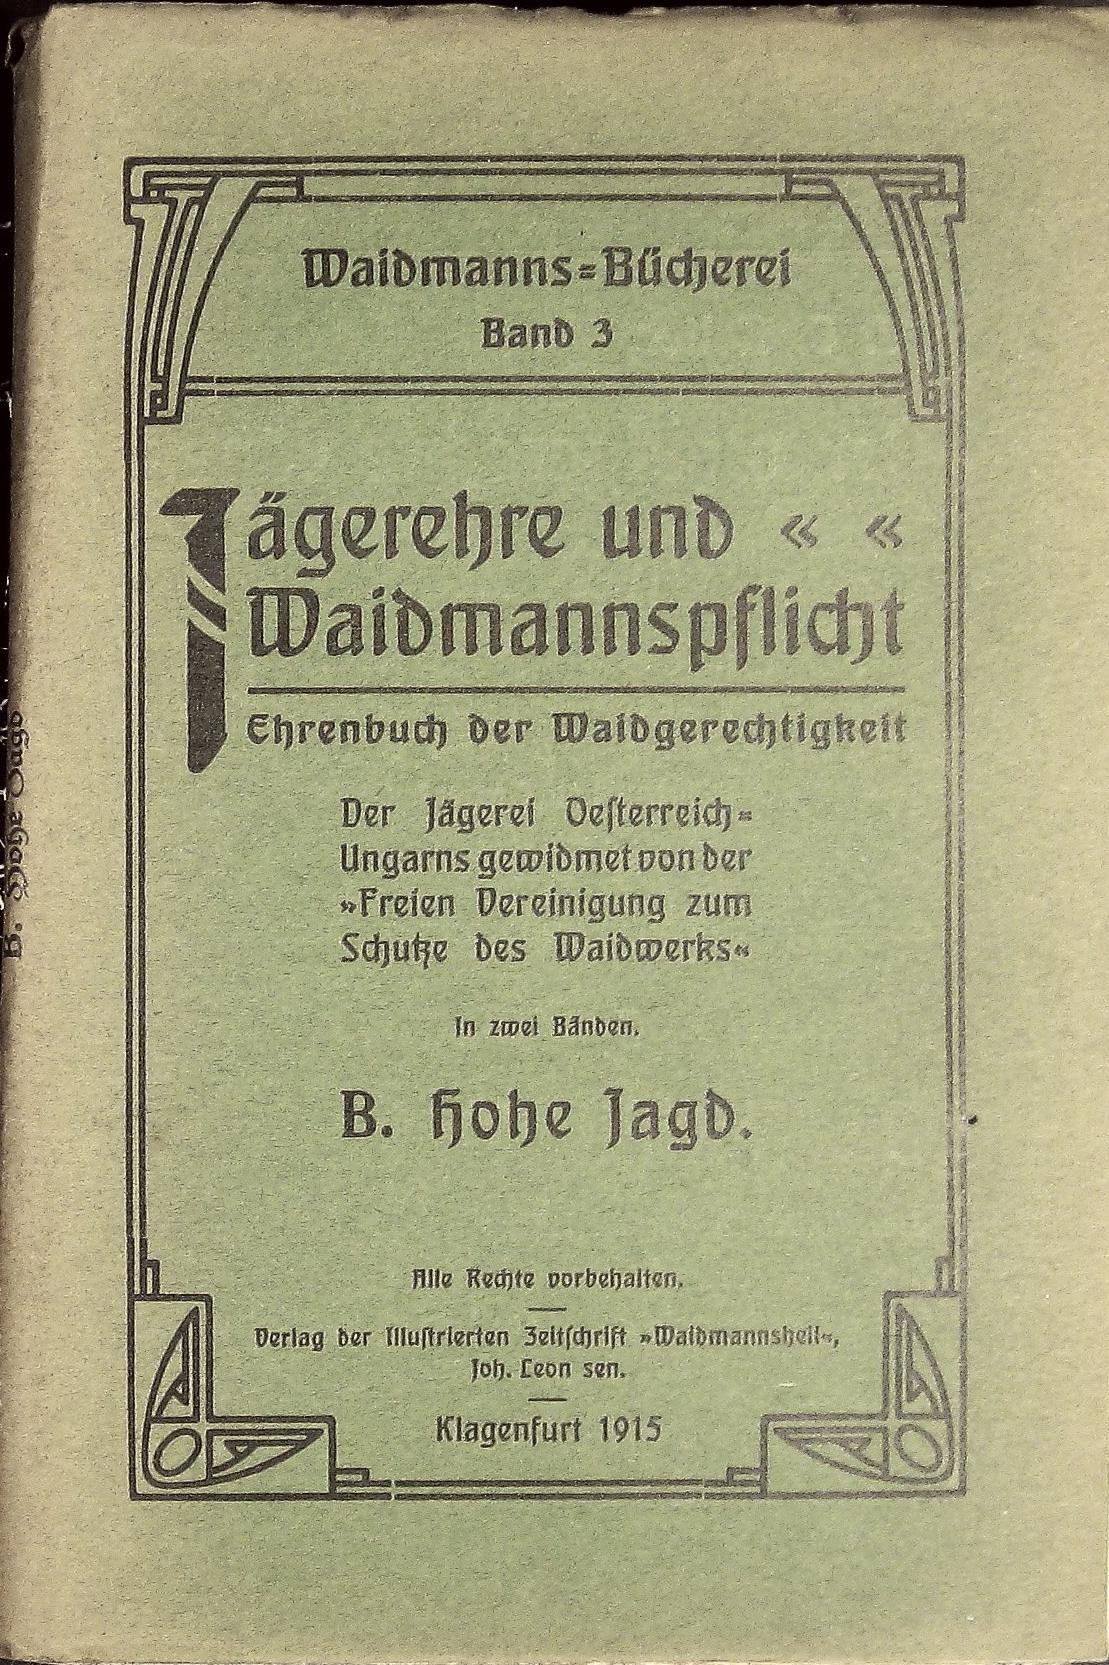 Waidmanns=Bücherei
Band 3
Jägerehre und « «
Waidmannspflicht
Ehrenbuch der Waidgerechtigkeit
Der Jägerei Oesterreich=
Ungarns gewidmet von der
»Freien Vereinigung zum
Schutze des Waidwerks«
In zwei Bänden.
B. Hohe Jagd.
Alle Rechte vorbehalten.
Verlag der Illustrierten Zeitschrift »Waidmannsheil«,
Joh. Leon sen.
Klagenfurt 1915
B. Hohe Jagd